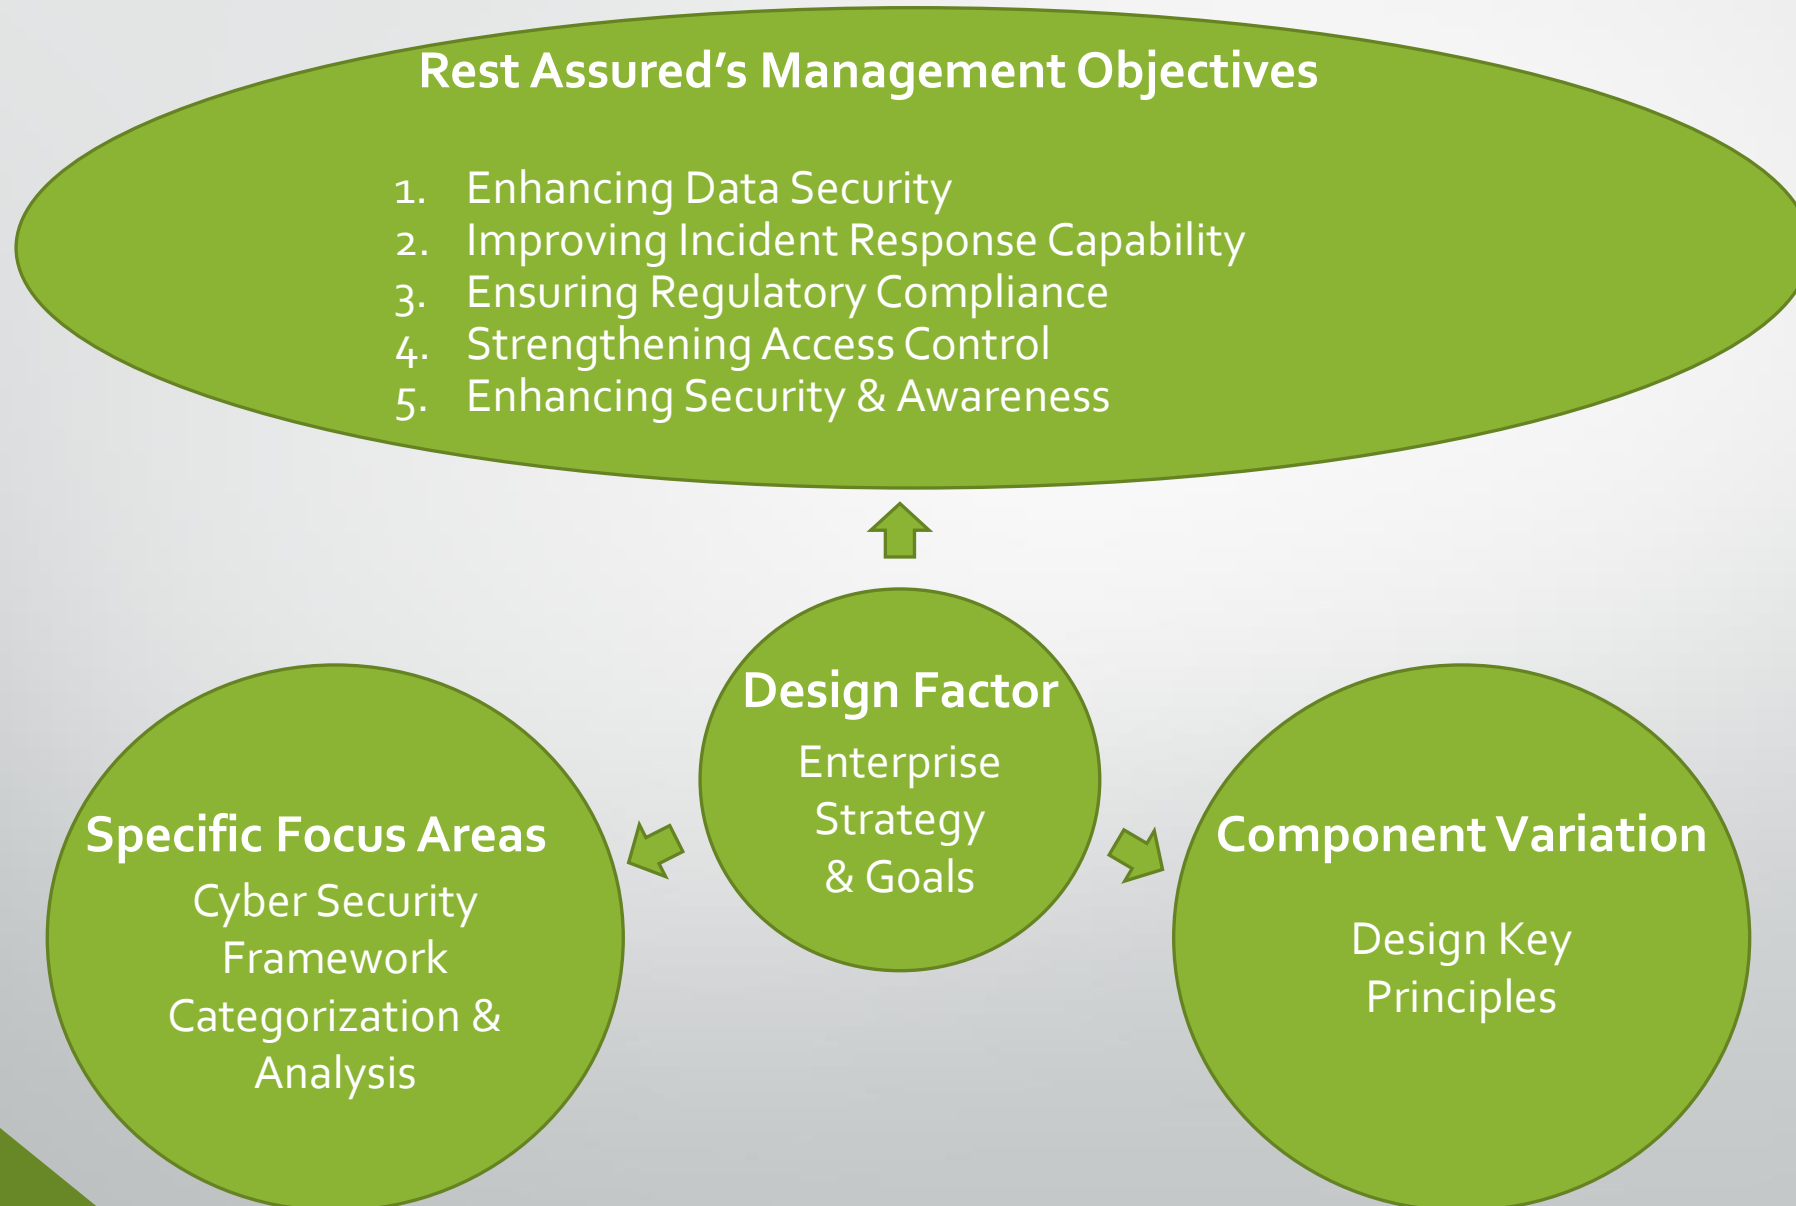 Rest Assured’s Management Objectives
1. Enhancing Data Security
2. Improving Incident Response Capability
3. Ensuring Regulatory Compliance
4. Strengthening Access Control
5. Enhancing Security & Awareness
Design Factor
Enterprise
Strategy
& Goals
Specific Focus Areas
Cyber Security
Framework
Categorization &
Analysis
Component Variation
Design Key
Principles